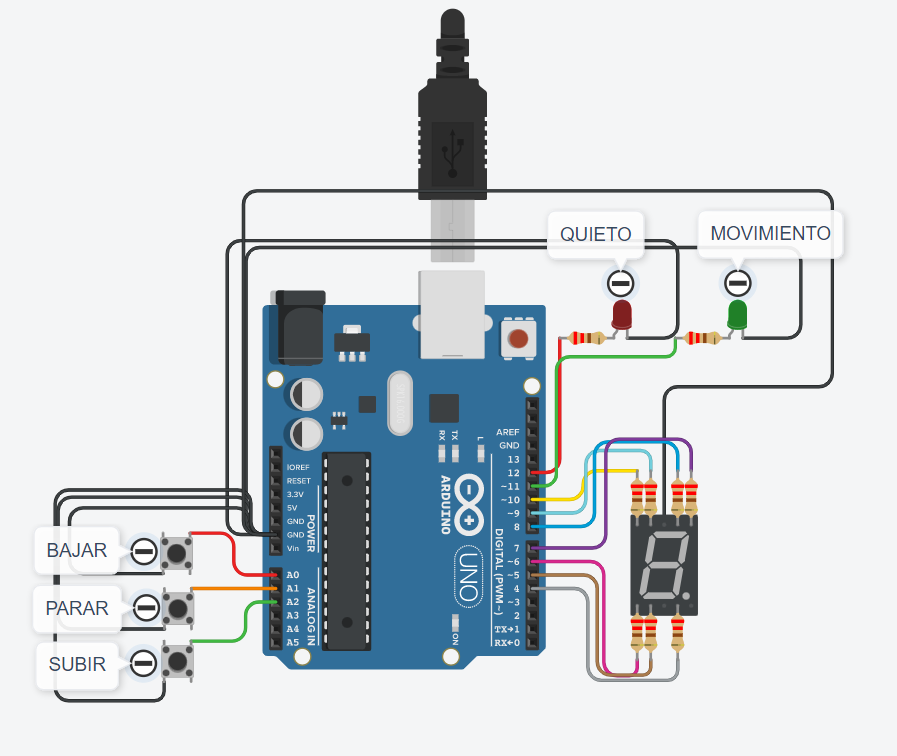 QUIETO
MOVIMIENTO
RX
TX
L
AREF
GND
13
12
~11
~10
~9
8
7
~6
~5
4
~3
2
TX→1
RX←0
DIGITAL (PWM~)
IOREF
RESET
3.3V
5V
GND
GND
Vin
POWER
A0
A1
A2
A3
A4
A5
ANALOG IN
ARDUINO
UNO
ON
BAJAR
PARAR
SUBIR